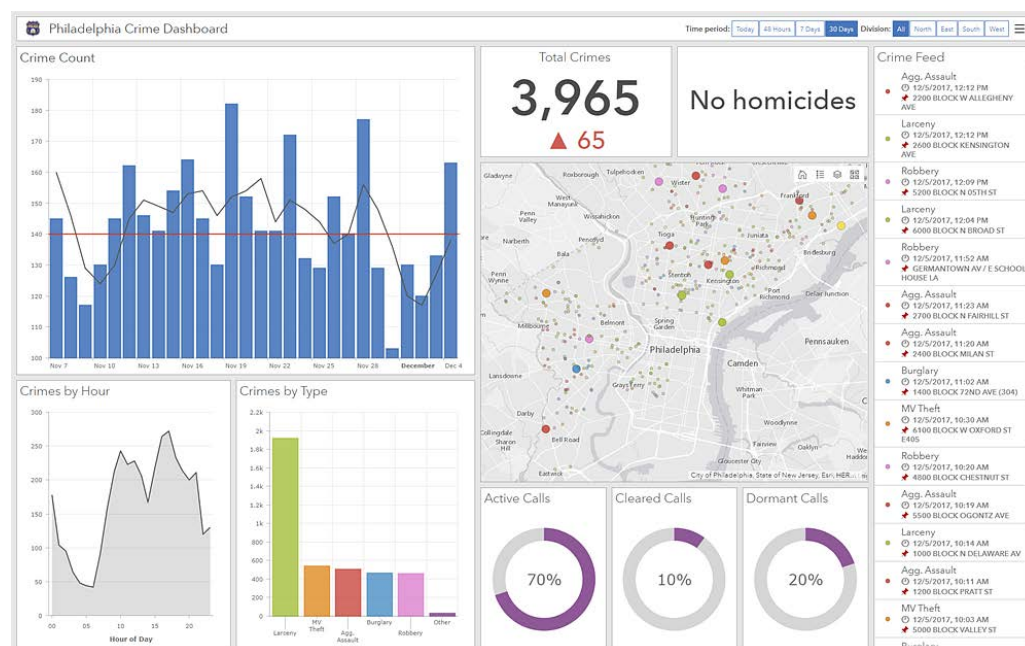 Philadelphia Crime Dashboard
Time period: Today 48 Hours 7 Days 30 Days Division: All North East South West
Crime Count
190
180
170
160
150
140
130
120
110
100
Nov 7 Nov 10 Nov 13 Nov 16 Nov 19 Nov 22 Nov 25 Nov 28 December Dec 4
Total Crimes
3,965
▲ 65
No homicides
Gladwyne
Roxborough
Tulpehocken
Wister
Frankford
West
Manayunk
Penn
Valley
Wissahickon
Hunting
Park
Narberth
Pencoyd
Tioga
Juniata
Bridesburg
Bala
Stenton
Richmond
Penn
Wynne
Kensington
Port
Richmond
Delair Junction
Millbourne
Belmont
Spring
Garden
Philadelphia
Pennsauken
Camden
Lansdowne
Grays Ferry
Whitman
Park
Darby
Woodlynne
Collingdale
Sharon
Hill
Bell Road
Fairview
Oaklyn
Gloucester City
Eastwick
City of Philadelphia, State of New Jersey, Esri, HER...
Crimes by Hour
300
250
200
150
100
50
0
00 05 10 15 20
Hour of Day
Crimes by Type
2.2k
2k
1.8k
1.6k
1.4k
1.2k
1k
800
600
400
200
0
Larceny
MV
Theft
Agg.
Assault
Burglary
Robbery
Other
Active Calls
70%
Cleared Calls
10%
Dormant Calls
20%
Crime Feed
Agg. Assault
12/5/2017, 12:12 PM
2200 BLOCK W ALLEGHENY
AVE
Larceny
12/5/2017, 12:12 PM
2600 BLOCK KENSINGTON
AVE
Robbery
12/5/2017, 12:09 PM
5200 BLOCK N 05TH ST
Larceny
12/5/2017, 12:04 PM
6000 BLOCK N BROAD ST
Robbery
12/5/2017, 11:52 AM
GERMANTOWN AV / E SCHOOL
HOUSE LA
Agg. Assault
12/5/2017, 11:23 AM
2700 BLOCK N FAIRHILL ST
Agg. Assault
12/5/2017, 11:20 AM
2400 BLOCK MILAN ST
Burglary
12/5/2017, 11:02 AM
1400 BLOCK 72ND AVE (304)
MV Theft
12/5/2017, 10:30 AM
6100 BLOCK W OXFORD ST
E405
Robbery
12/5/2017, 10:20 AM
4800 BLOCK CHESTNUT ST
Agg. Assault
12/5/2017, 10:19 AM
5500 BLOCK OGONTZ AVE
Larceny
12/5/2017, 10:14 AM
1000 BLOCK N DELAWARE AV
Agg. Assault
12/5/2017, 10:11 AM
1200 BLOCK PRATT ST
MV Theft
12/5/2017, 10:03 AM
5000 BLOCK VALLEY ST